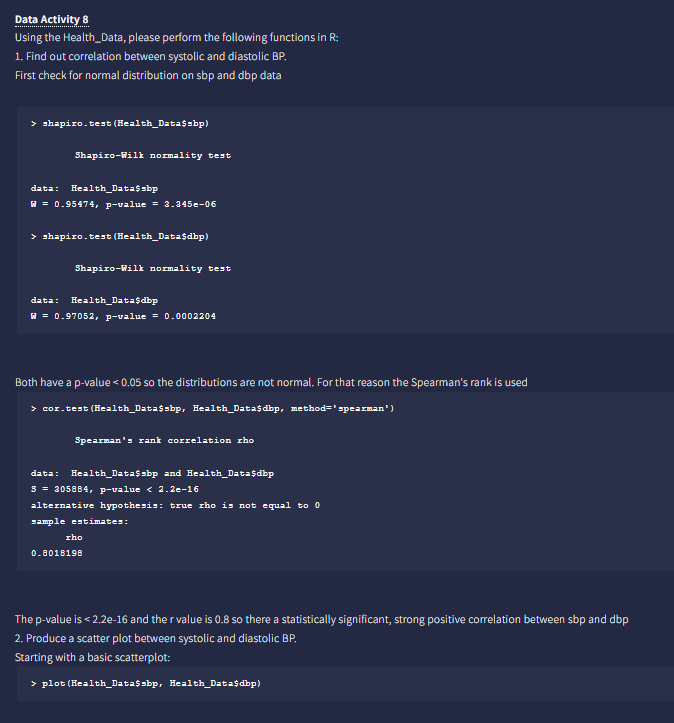 Data Activity 8
Using the Health_Data, please perform the following functions in R:
1. Find out correlation between systolic and diastolic BP.
First check for normal distribution on sbp and dbp data
> shapiro.test(Health_Data$sbp)
Shapiro-Wilk normality test
data:  Health_Data$sbp
W = 0.95474, p-value = 3.345e-06
> shapiro.test(Health_Data$dbp)
Shapiro-Wilk normality test
data:  Health_Data$dbp
W = 0.97052, p-value = 0.0002204
Both have a p-value < 0.05 so the distributions are not normal. For that reason the Spearman's rank is used
> cor.test(Health_Data$sbp, Health_Data$dbp, method='spearman')
Spearman's rank correlation rho
data:  Health_Data$sbp and Health_Data$dbp
S = 305884, p-value < 2.2e-16
alternative hypothesis: true rho is not equal to 0
sample estimates:
rho
0.8018198
The p-value is < 2.2e-16 and the r value is 0.8 so there a statistically significant, strong positive correlation between sbp and dbp
2. Produce a scatter plot between systolic and diastolic BP.
Starting with a basic scatterplot:
> plot(Health_Data$sbp, Health_Data$dbp)